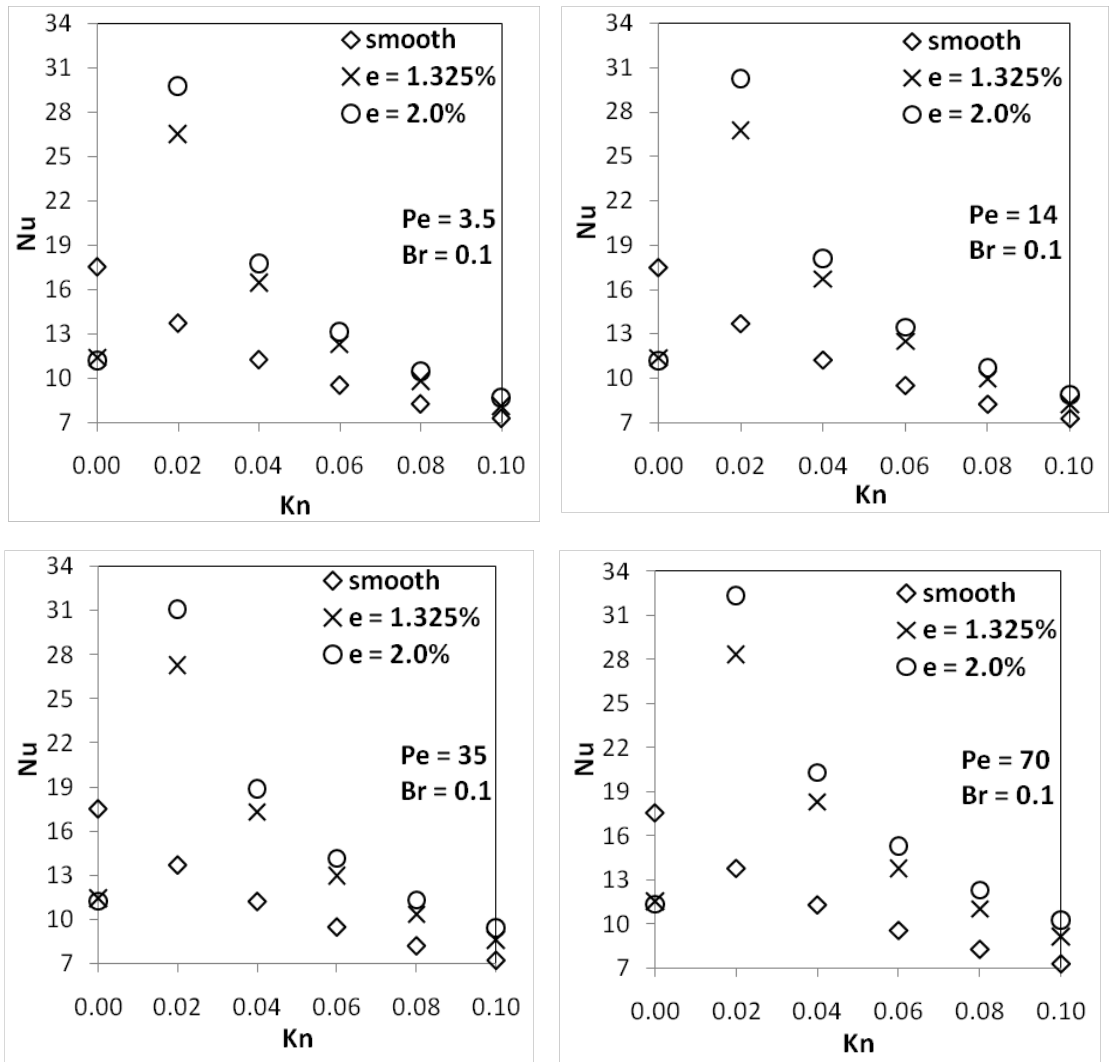 34
31
28
25
22
19
16
13
10
7
Nu
smooth
e = 1.325%
e = 2.0%
Pe = 3.5
Br = 0.1
0.00 0.02 0.04 0.06 0.08 0.10
Kn
34
31
28
25
22
19
16
13
10
7
Nu
smooth
e = 1.325%
e = 2.0%
Pe = 14
Br = 0.1
0.00 0.02 0.04 0.06 0.08 0.10
Kn
34
31
28
25
22
19
16
13
10
7
Nu
smooth
e = 1.325%
e = 2.0%
Pe = 35
Br = 0.1
0.00 0.02 0.04 0.06 0.08 0.10
Kn
34
31
28
25
22
19
16
13
10
7
Nu
smooth
e = 1.325%
e = 2.0%
Pe = 70
Br = 0.1
0.00 0.02 0.04 0.06 0.08 0.10
Kn